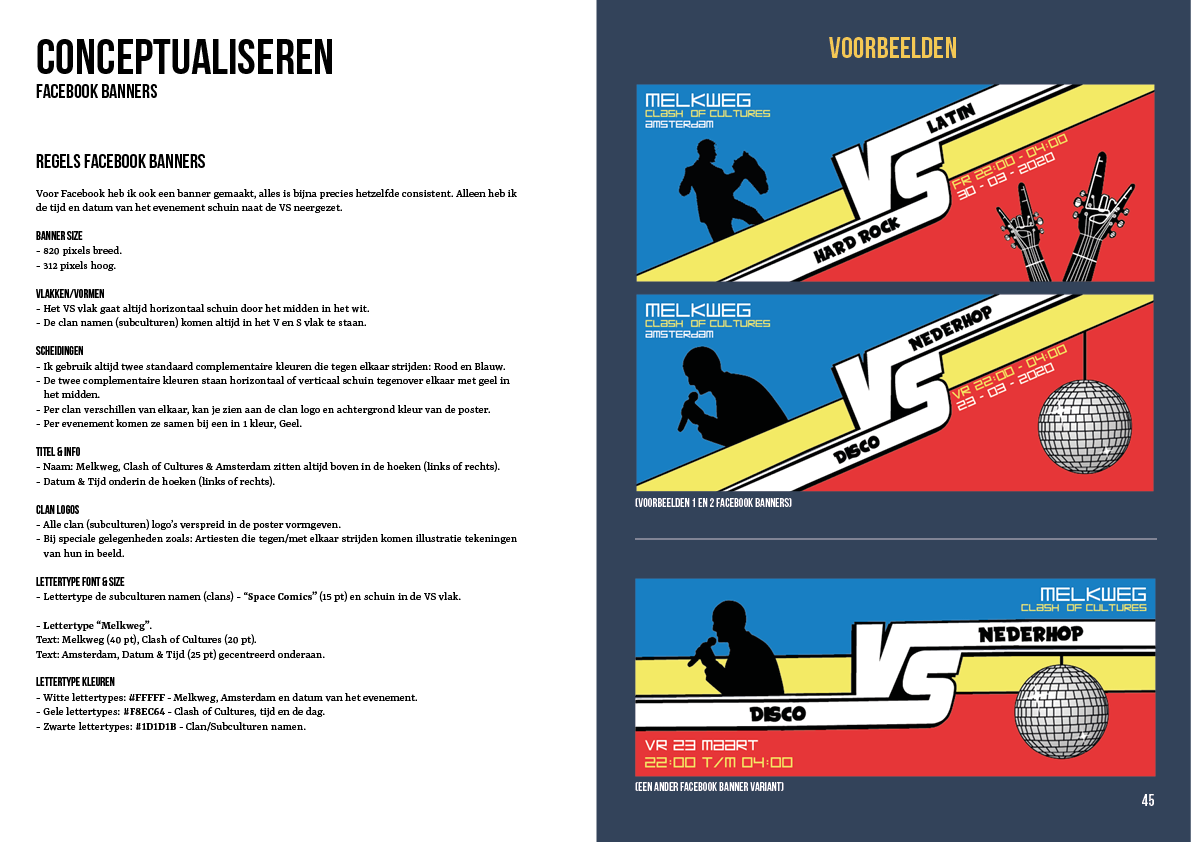 CONCEPTUALISEREN
FACEBOOK BANNERS
REGELS FACEBOOK BANNERS
Voor Facebook heb ik ook een banner gemaakt, alles is bijna precies hetzelfde consistent. Alleen heb ik
de tijd en datum van het evenement schuin naat de VS neergezet.
BANNER SIZE
- 820 pixels breed.
- 312 pixels hoog.
VLAKKEN/VORMEN
- Het VS vlak gaat altijd horizontaal schuin door het midden in het wit.
- De clan namen (subculturen) komen altijd in het V en S vlak te staan.
SCHEIDINGEN
- Ik gebruik altijd twee standaard complementaire kleuren die tegen elkaar strijden: Rood en Blauw.
- De twee complementaire kleuren staan horizontaal of verticaal schuin tegenover elkaar met geel in
het midden.
- Per clan verschillen van elkaar, kan je zien aan de clan logo en achtergrond kleur van de poster.
- Per evenement komen ze samen bij een in 1 kleur, Geel.
TITEL & INFO
- Naam: Melkweg, Clash of Cultures & Amsterdam zitten altijd boven in de hoeken (links of rechts).
- Datum & Tijd onderin de hoeken (links of rechts).
CLAN LOGOS
- Alle clan (subculturen) logo's verspreid in de poster vormgeven.
- Bij speciale gelegenheden zoals: Artiesten die tegen/met elkaar strijden komen illustratie tekeningen
van hun in beeld.
LETTERTYPE FONT & SIZE
- Lettertype de subculturen namen (clans) - “Space Comics” (15 pt) en schuin in de VS vlak.
- Lettertype “Melkweg”.
Text: Melkweg (40 pt), Clash of Cultures (20 pt).
Text: Amsterdam, Datum & Tijd (25 pt) gecentreerd onderaan.
LETTERTYPE KLEUREN
- Witte lettertypes: #FFFFFF - Melkweg, Amsterdam en datum van het evenement.
- Gele lettertypes: #F8EC64 - Clash of Cultures, tijd en de dag.
- Zwarte lettertypes: #1D1D1B - Clan/Subculturen namen.
VOORBEELDEN
MELKWEG
CLASH OF CULTURES
AMSTERDAM
LATIN
VS
HARD ROCK
FR 22:00 - 04:00
30 - 03 - 2020
MELKWEG
CLASH OF CULTURES
AMSTERDAM
NEDERHOP
VS
DISCO
VR 22:00 - 04:00
23 - 03 - 2020
(VOORBEELDEN 1 EN 2 FACEBOOK BANNERS)
MELKWEG
CLASH OF CULTURES
NEDERHOP
VS
DISCO
VR 23 MAART
22:00 T/M 04:00
(EEN ANDER FACEBOOK BANNER VARIANT)
45